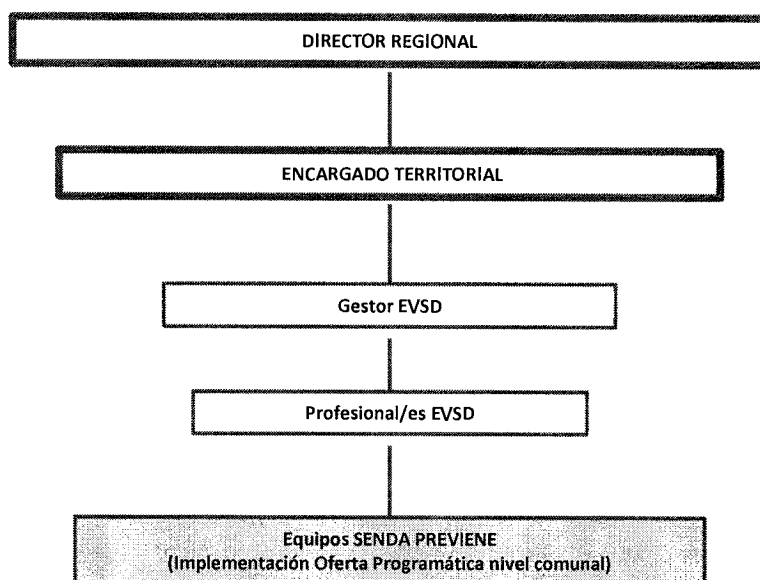 DIRECTOR REGIONAL
ENCARGADO TERRITORIAL
Gestor EVSD
Profesional/es EVSD
Equipos SENDA PREVIENE
(Implementación Oferta Programática nivel comunal)